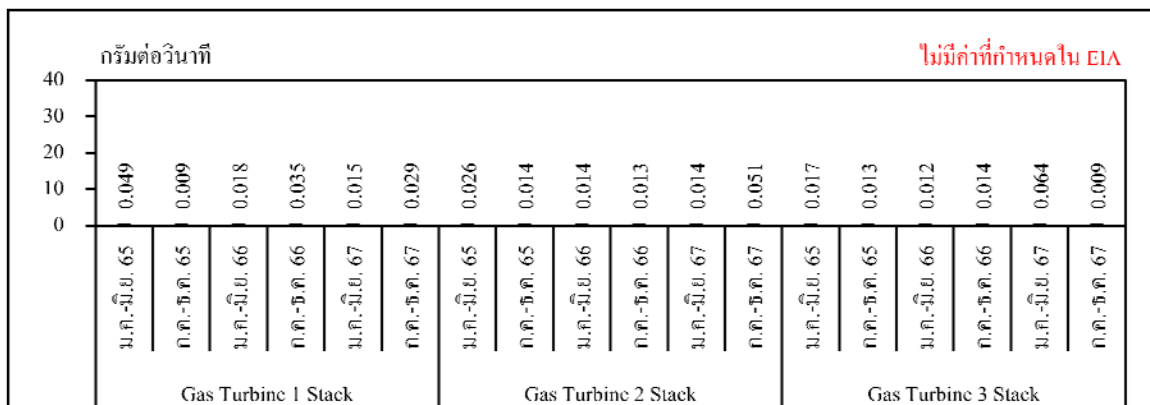 กรัมต่อวินาที ไม่มีค่าที่กำหนดใน EIA
40
30
20
10
0
0.049 0.009 0.018 0.035 0.015 0.029 0.026 0.014 0.014 0.013 0.014 0.051 0.017 0.013 0.012 0.014 0.064 0.009
ม.ค.-มิ.ย. 65 ก.ค.-ธ.ค. 65 ม.ค.-มิ.ย. 66 ก.ค.-ธ.ค. 66 ม.ค.-มิ.ย. 67 ก.ค.-ธ.ค. 67 ม.ค.-มิ.ย. 65 ก.ค.-ธ.ค. 65 ม.ค.-มิ.ย. 66 ก.ค.-ธ.ค. 66 ม.ค.-มิ.ย. 67 ก.ค.-ธ.ค. 67 ม.ค.-มิ.ย. 65 ก.ค.-ธ.ค. 65 ม.ค.-มิ.ย. 66 ก.ค.-ธ.ค. 66 ม.ค.-มิ.ย. 67 ก.ค.-ธ.ค. 67
Gas Turbine 1 Stack Gas Turbine 2 Stack Gas Turbine 3 Stack